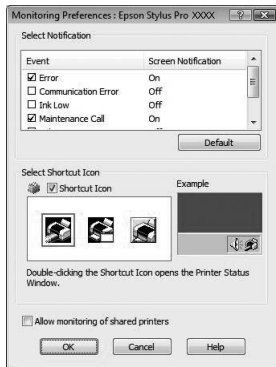 Monitoring Preferences : Epson Stylus Pro XXXX
Select Notification
Event Screen Notification
Error On
Communication Error Off
Ink Low Off
Maintenance Call On
Default
Select Shortcut Icon
Shortcut Icon
Example
Double-clicking the Shortcut Icon opens the Printer Status
Window.
Allow monitoring of shared printers
OK Cancel Help